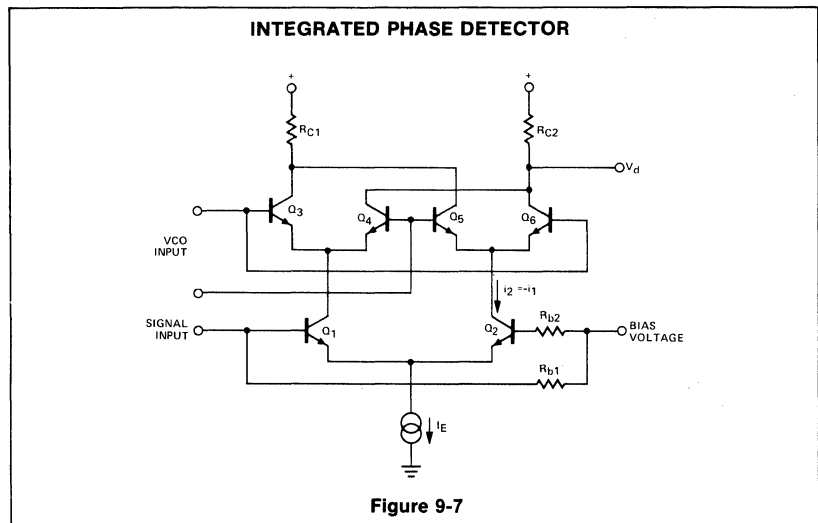 INTEGRATED PHASE DETECTOR
+
+
RC1
RC2
Vd
Q3
Q4
Q5
Q6
VCO
INPUT
i2 = -i1
SIGNAL
INPUT
Q1
Q2
Rb2
BIAS
VOLTAGE
Rb1
IE
Figure 9-7